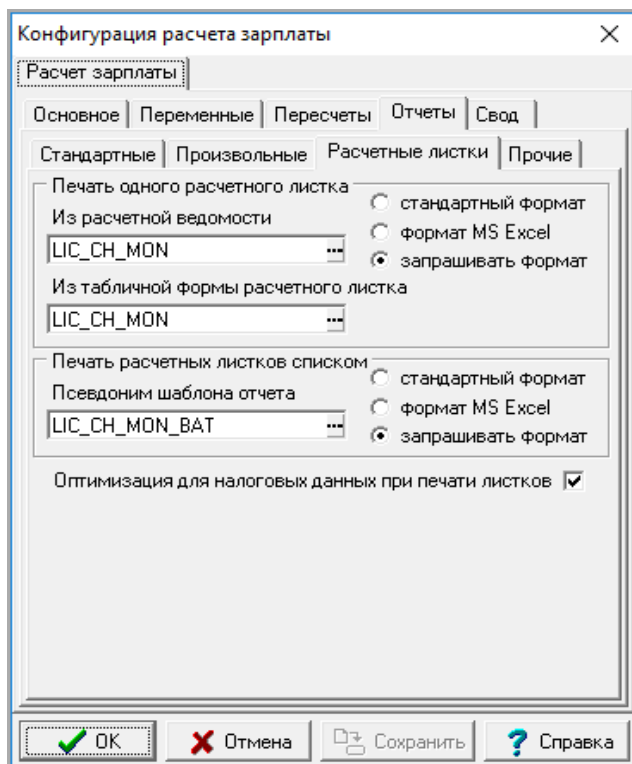 Конфигурация расчета зарплаты
Расчет зарплаты
Основное Переменные Пересчеты Отчеты Свод
Стандартные Произвольные Расчетные листки Прочие
Печать одного расчетного листка
стандартный формат
Из расчетной ведомости
формат MS Excel
LIC_CH_MON
запрашивать формат
Из табличной формы расчетного листка
LIC_CH_MON
Печать расчетных листков списком
стандартный формат
Псевдоним шаблона отчета
формат MS Excel
LIC_CH_MON_BAT
запрашивать формат
Оптимизация для налоговых данных при печати листков
OK Отмена Сохранить Справка